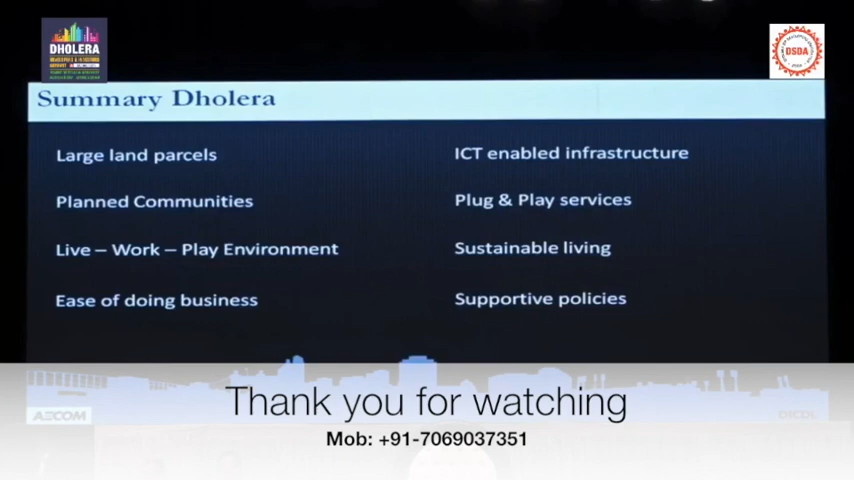 DHOLERA
DSDA
Summary Dholera
Large land parcels
ICT enabled infrastructure
Planned Communities
Plug & Play services
Live – Work – Play Environment
Sustainable living
Ease of doing business
Supportive policies
Thank you for watching
AECOM
DICDL
Mob: +91-7069037351